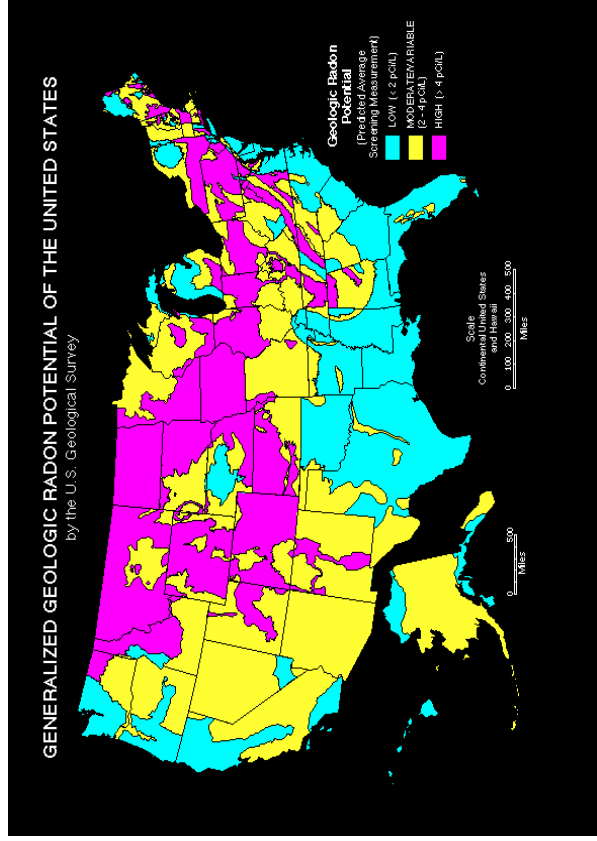 GENERALIZED GEOLOGIC RADON POTENTIAL OF THE UNITED STATES
by the U.S. Geological Survey
Geologic Radon
Potential
(Predicted Average
Screening Measurement)
LOW (< 2 pCi/L)
MODERATE/VARIABLE
(2 - 4 pCi/L)
HIGH (> 4 pCi/L)
Scale
Continental United States
and Hawaii
0 100 200 300 400 500
Miles
0 500
Miles